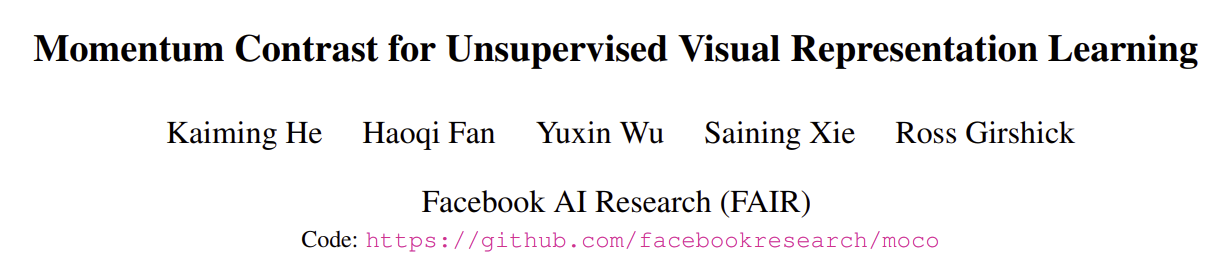 Momentum Contrast for Unsupervised Visual Representation Learning
Kaiming He Haoqi Fan Yuxin Wu Saining Xie Ross Girshick
Facebook AI Research (FAIR)
Code: https://github.com/facebookresearch/moco